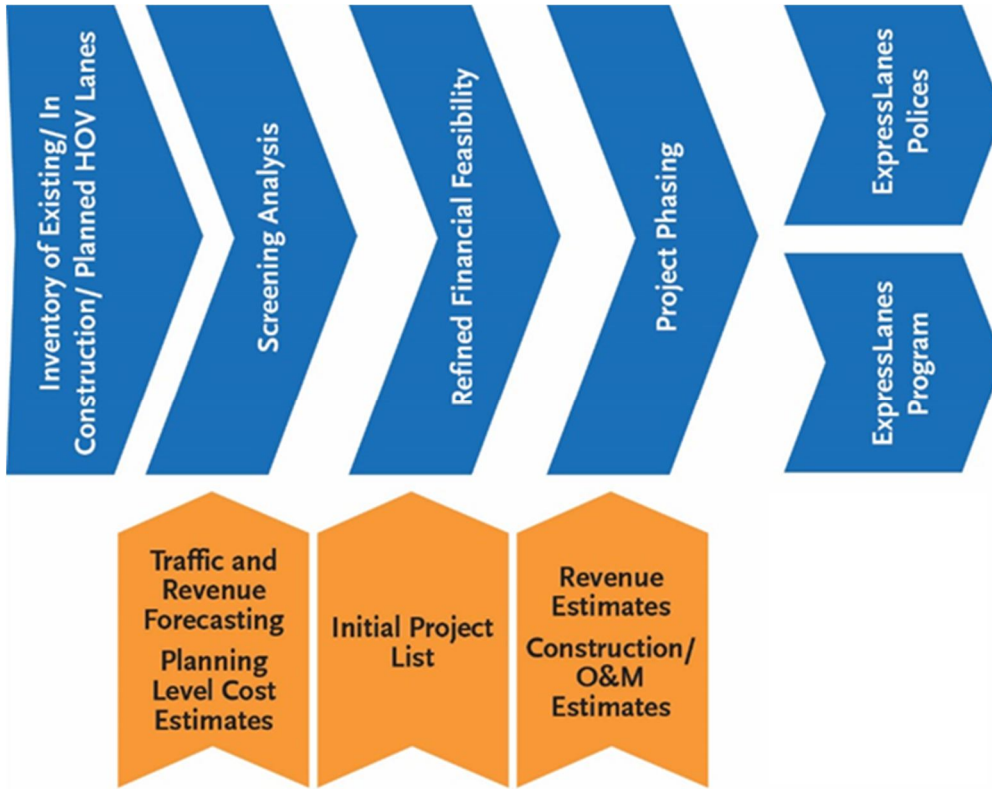 Inventory of Existing/ In
Construction/ Planned HOV Lanes
Screening Analysis
Refined Financial Feasibility
Project Phasing
ExpressLanes
Polices
ExpressLanes
Program
Traffic and
Revenue
Forecasting
Planning
Level Cost
Estimates
Initial Project
List
Revenue
Estimates
Construction/
O&M
Estimates